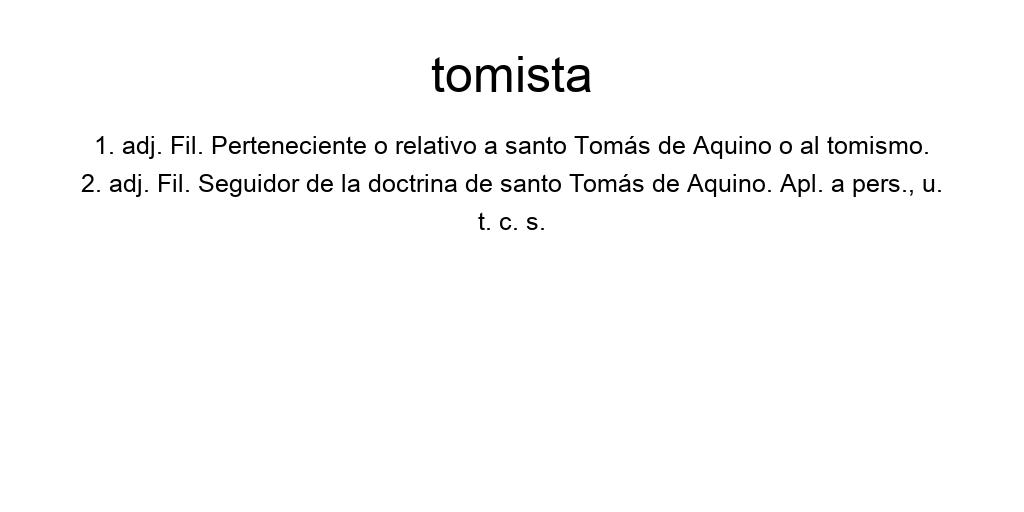 tomista
1. adj. Fil. Perteneciente o relativo a santo Tomás de Aquino o al tomismo.
2. adj. Fil. Seguidor de la doctrina de santo Tomás de Aquino. Apl. a pers., u.
t. c. s.